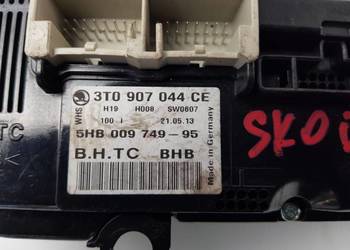 3T0 907 044 CE
H19 H008 SW0607
100 I 21.05.13
5HB 009 749-95
B.H.TC BHB
WHS
Made in Germany
TC
SKO